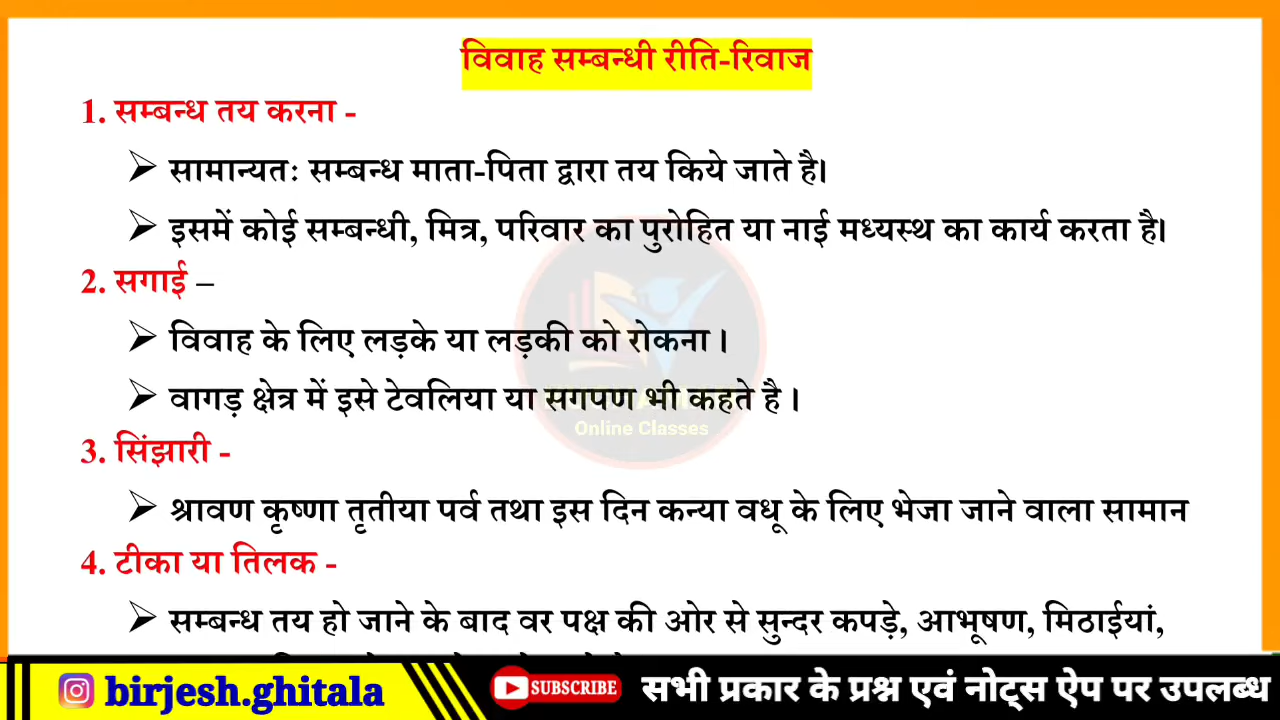 विवाह सम्बन्धी रीति-रिवाज
1. सम्बन्ध तय करना -
➢ सामान्यतः सम्बन्ध माता-पिता द्वारा तय किये जाते है।
➢ इसमें कोई सम्बन्धी, मित्र, परिवार का पुरोहित या नाई मध्यस्थ का कार्य करता है।
2. सगाई –
➢ विवाह के लिए लड़के या लड़की को रोकना ।
➢ वागड़ क्षेत्र में इसे टेवलिया या सगपण भी कहते है ।
Online Classes
3. सिंझारी -
➢ श्रावण कृष्णा तृतीया पर्व तथा इस दिन कन्या वधू के लिए भेजा जाने वाला सामान
4. टीका या तिलक -
➢ सम्बन्ध तय हो जाने के बाद वर पक्ष की ओर से सुन्दर कपड़े, आभूषण, मिठाईयां,
birjesh.ghitala
SUBSCRIBE
सभी प्रकार के प्रश्न एवं नोट्स ऐप पर उपलब्ध